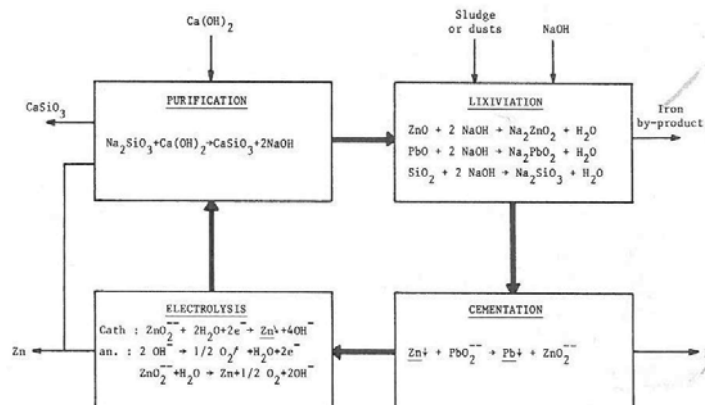 Ca(OH)2
Sludge
or dusts
NaOH
PURIFICATION
Na2SiO3+Ca(OH)2→CaSiO3+2NaOH
CaSiO3
LIXIVIATION
ZnO + 2 NaOH → Na2ZnO2 + H2O
PbO + 2 NaOH → Na2PbO2 + H2O
SiO2 + 2 NaOH → Na2SiO3 + H2O
Iron
by-product
ELECTROLYSIS
Cath : ZnO2-- + 2H2O+2e- → Zn↓+4OH-
an. : 2 OH- → 1/2 O2↗ +H2O+2e-
ZnO2--+H2O → Zn+1/2 O2+2OH-
Zn
CEMENTATION
Zn↓ + PbO2-- → Pb↓ + ZnO2--